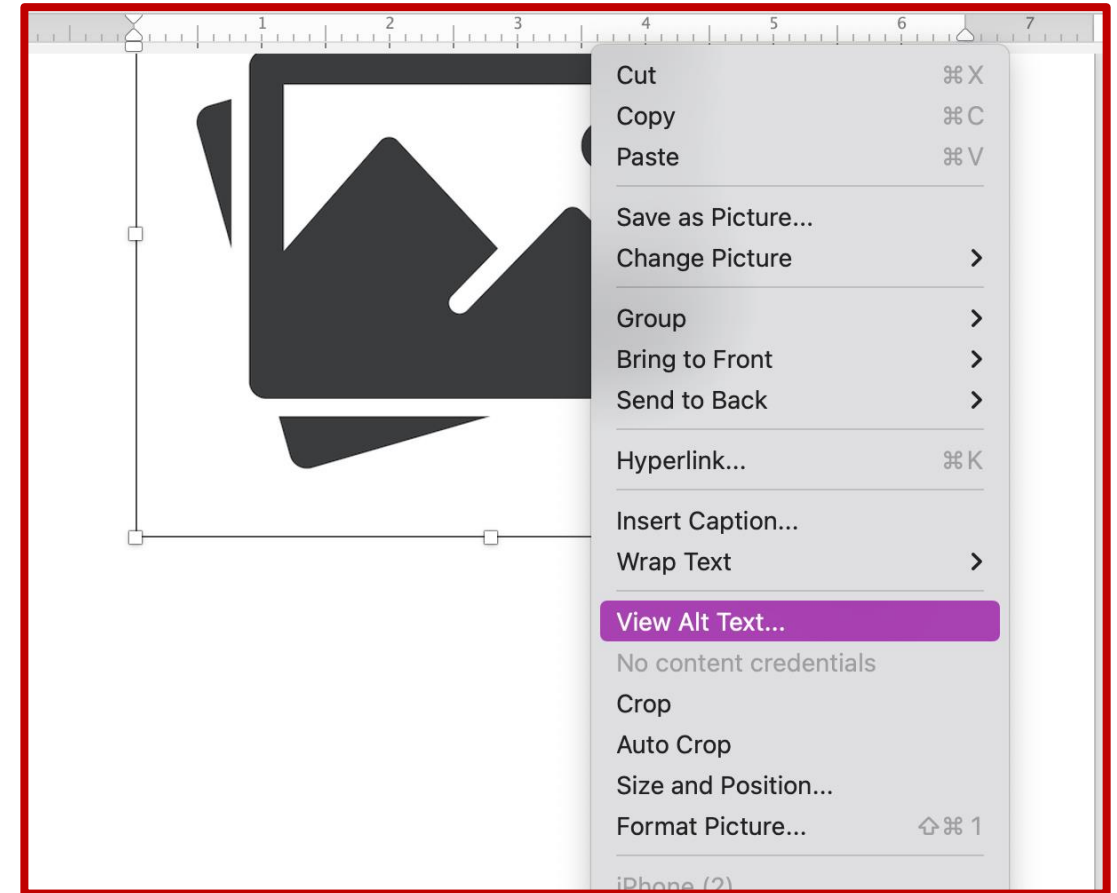 1 2 3 4 5 6 7
Cut ⌘X
Copy ⌘C
Paste ⌘V
Save as Picture...
Change Picture
Group
Bring to Front
Send to Back
Hyperlink... ⌘K
Insert Caption...
Wrap Text
View Alt Text...
No content credentials
Crop
Auto Crop
Size and Position...
Format Picture... ⇧⌘1
iPhone (2)